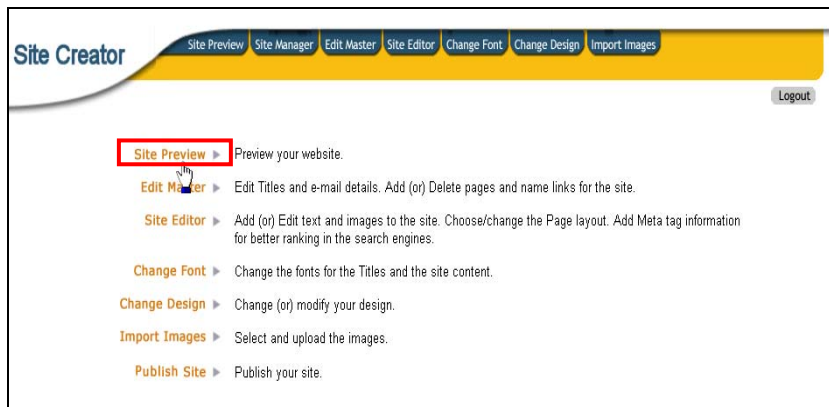 Site Creator
Site Preview Site Manager Edit Master Site Editor Change Font Change Design Import Images
Logout
Site Preview Preview your website.
Edit Master Edit Titles and e-mail details. Add (or) Delete pages and name links for the site.
Site Editor Add (or) Edit text and images to the site. Choose/change the Page layout. Add Meta tag information
for better ranking in the search engines.
Change Font Change the fonts for the Titles and the site content.
Change Design Change (or) modify your design.
Import Images Select and upload the images.
Publish Site Publish your site.